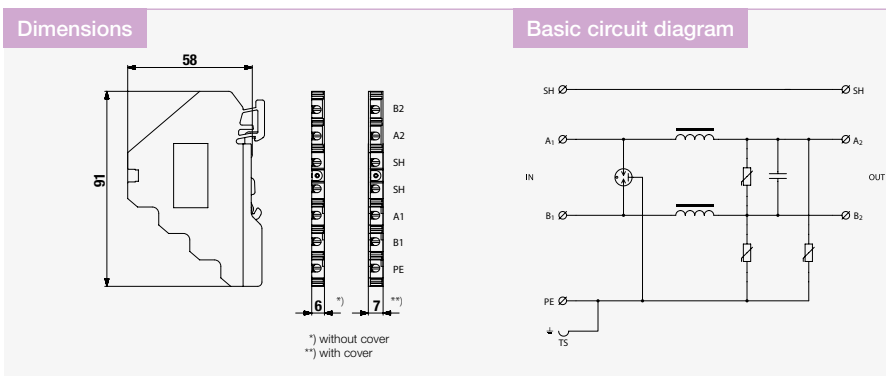 Dimensions
58
91
B2
A2
SH
SH
A1
B1
PE
6 *)
7 **)
*) without cover
**) with cover
Basic circuit diagram
SH SH
A1 A2
IN OUT
B1 B2
PE
TS